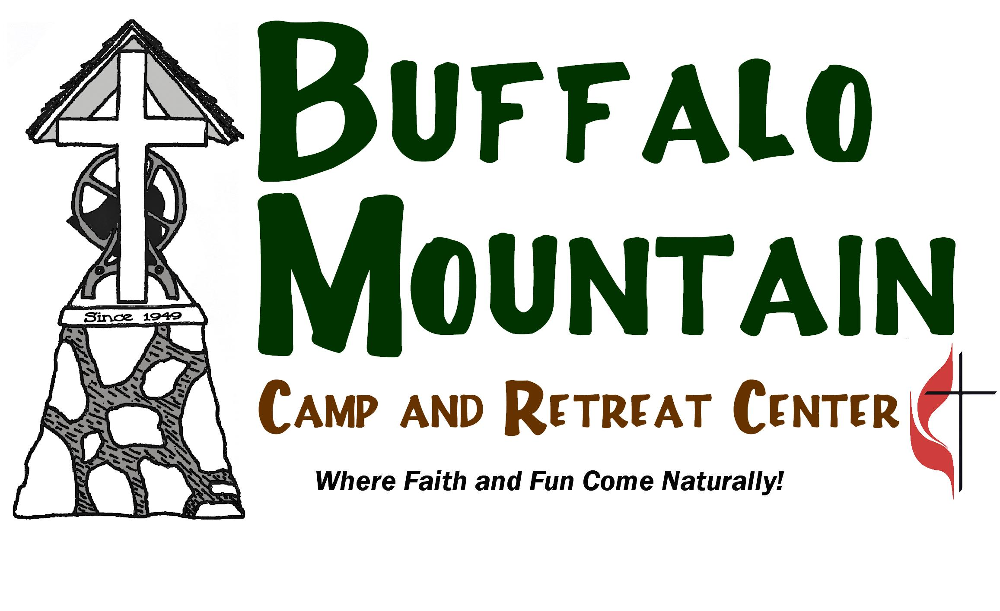 Buffalo
Mountain
Camp and Retreat Center
Where Faith and Fun Come Naturally!
Since 1949